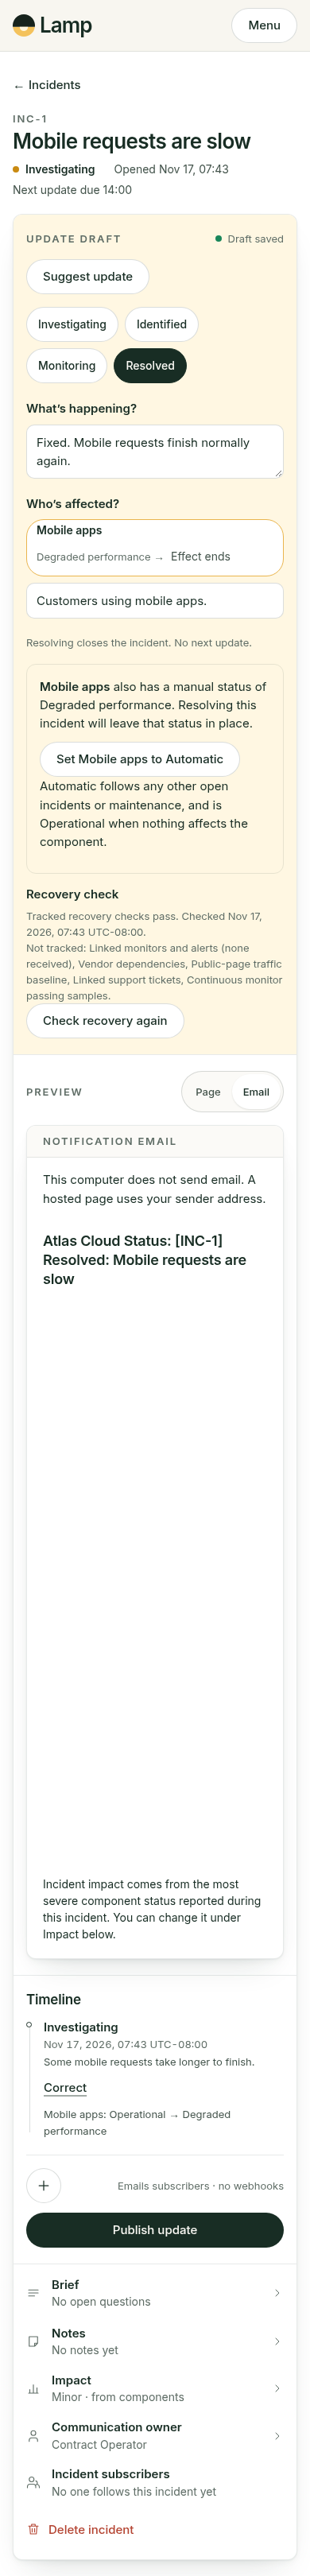 Lamp
Menu
← Incidents
INC-1
Mobile requests are slow
Investigating Opened Nov 17, 07:43
Next update due 14:00
UPDATE DRAFT
Draft saved
Suggest update
Investigating
Identified
Monitoring
Resolved
What's happening?
Fixed. Mobile requests finish normally
again.
Who's affected?
Mobile apps
Degraded performance → Effect ends
Customers using mobile apps.
Resolving closes the incident. No next update.
Mobile apps also has a manual status of
Degraded performance. Resolving this
incident will leave that status in place.
Set Mobile apps to Automatic
Automatic follows any other open
incidents or maintenance, and is
Operational when nothing affects the
component.
Recovery check
Tracked recovery checks pass. Checked Nov 17,
2026, 07:43 UTC-08:00.
Not tracked: Linked monitors and alerts (none
received), Vendor dependencies, Public-page traffic
baseline, Linked support tickets, Continuous monitor
passing samples.
Check recovery again
PREVIEW
Page
Email
NOTIFICATION EMAIL
This computer does not send email. A
hosted page uses your sender address.
Atlas Cloud Status: [INC-1]
Resolved: Mobile requests are
slow
Incident impact comes from the most
severe component status reported during
this incident. You can change it under
Impact below.
Timeline
Investigating
Nov 17, 2026, 07:43 UTC-08:00
Some mobile requests take longer to finish.
Correct
Mobile apps: Operational → Degraded
performance
Emails subscribers · no webhooks
Publish update
Brief
No open questions
Notes
No notes yet
Impact
Minor · from components
Communication owner
Contract Operator
Incident subscribers
No one follows this incident yet
Delete incident